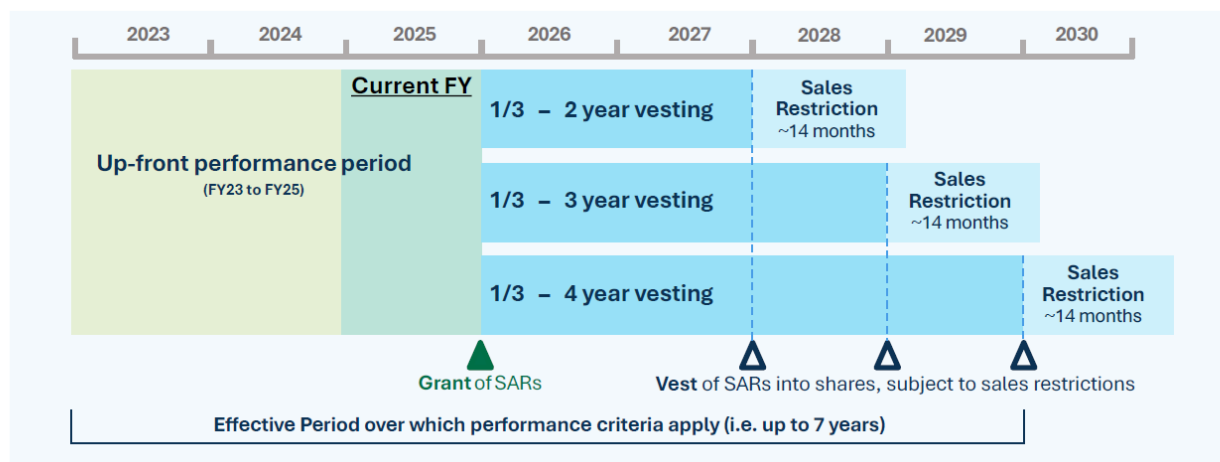 2023 2024 2025 2026 2027 2028 2029 2030
Current FY
1/3 – 2 year vesting
Sales
Restriction
~14 months
Up-front performance period
(FY23 to FY25)
1/3 – 3 year vesting
Sales
Restriction
~14 months
1/3 – 4 year vesting
Sales
Restriction
~14 months
Grant of SARs
Vest of SARs into shares, subject to sales restrictions
Effective Period over which performance criteria apply (i.e. up to 7 years)